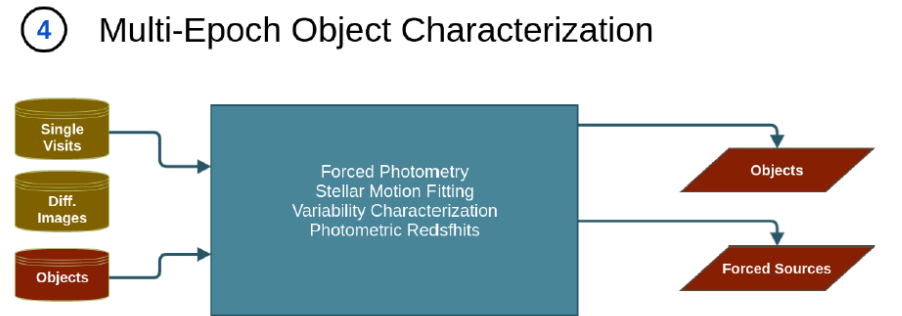 4 Multi-Epoch Object Characterization
Single
Visits
Diff.
Images
Objects
Forced Photometry
Stellar Motion Fitting
Variability Characterization
Photometric Redsfhits
Objects
Forced Sources